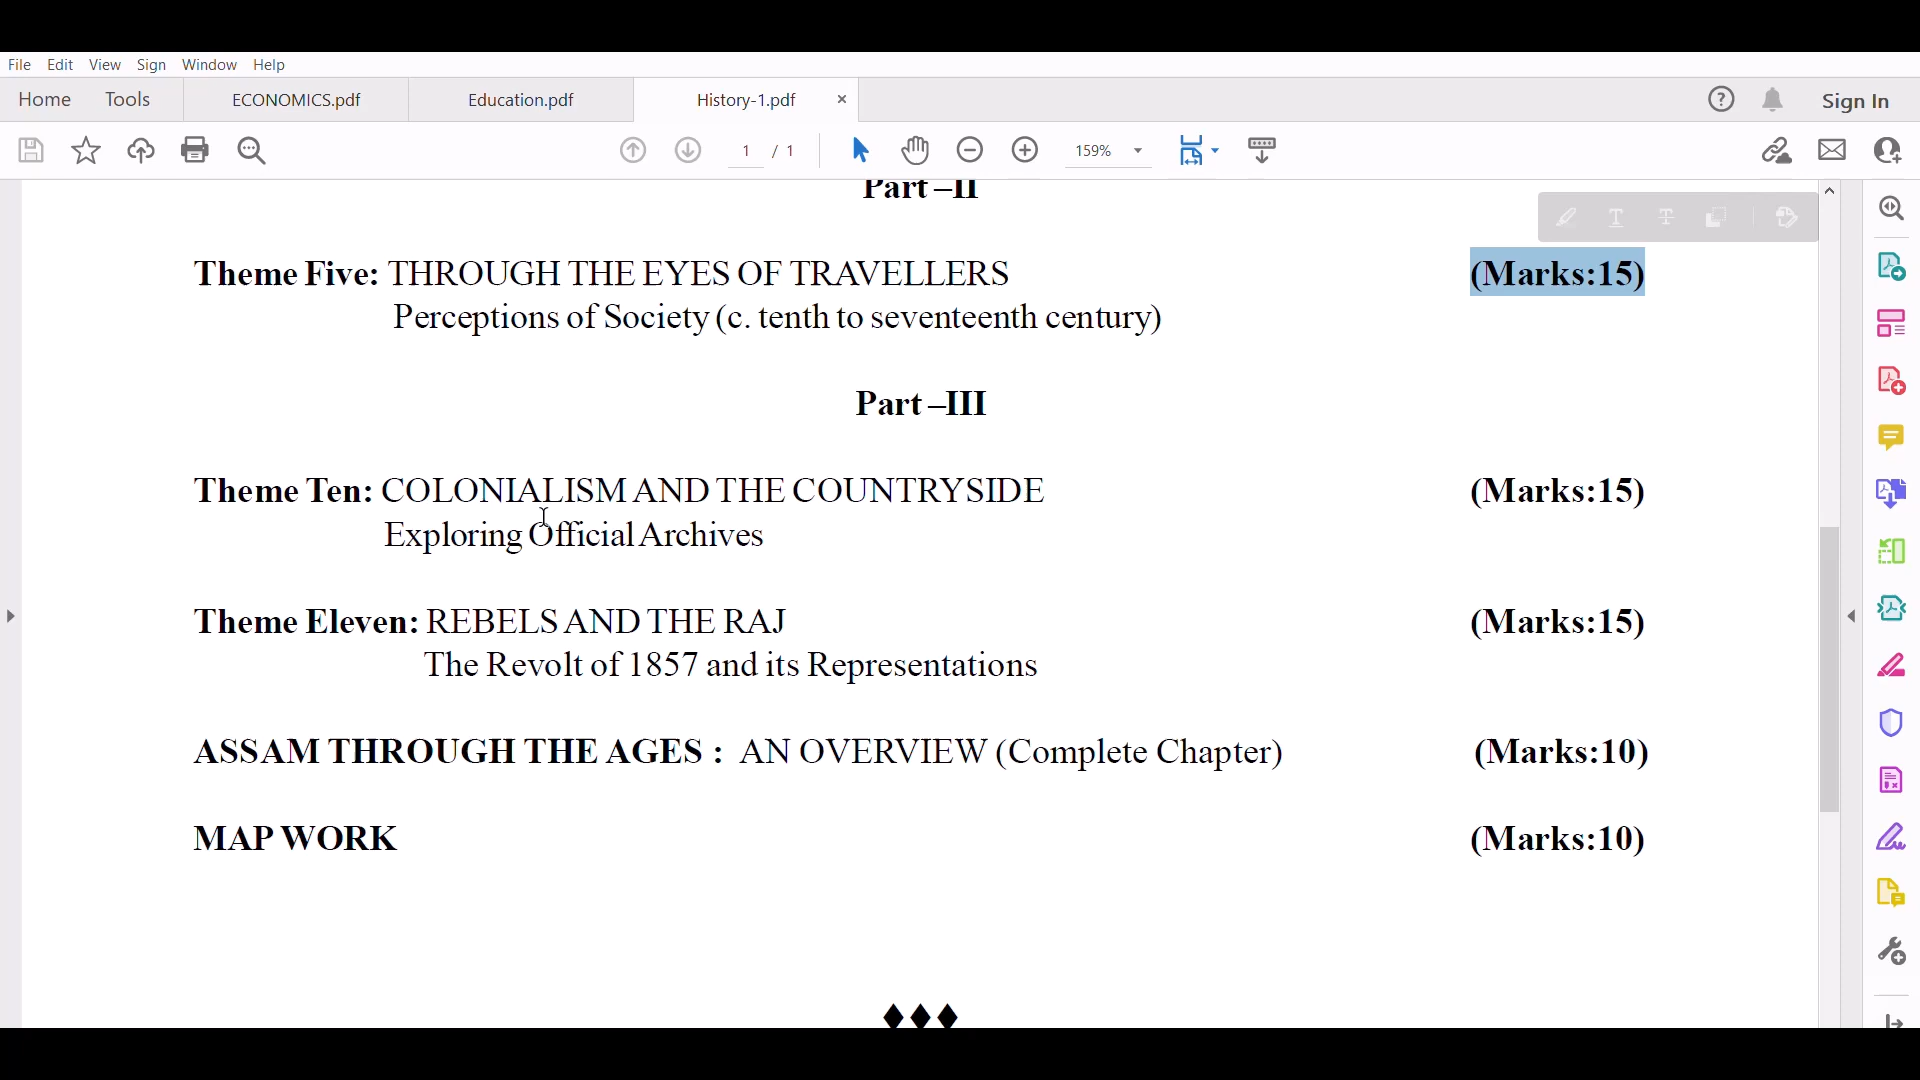 File Edit View Sign Window Help
Home Tools ECONOMICS.pdf Education.pdf History-1.pdf × Sign In
1 / 1 159%
Part –II
Theme Five: THROUGH THE EYES OF TRAVELLERS (Marks:15)
Perceptions of Society (c. tenth to seventeenth century)
Part –III
Theme Ten: COLONIALISM AND THE COUNTRYSIDE (Marks:15)
Exploring Official Archives
Theme Eleven: REBELS AND THE RAJ (Marks:15)
The Revolt of 1857 and its Representations
ASSAM THROUGH THE AGES : AN OVERVIEW (Complete Chapter) (Marks:10)
MAP WORK (Marks:10)